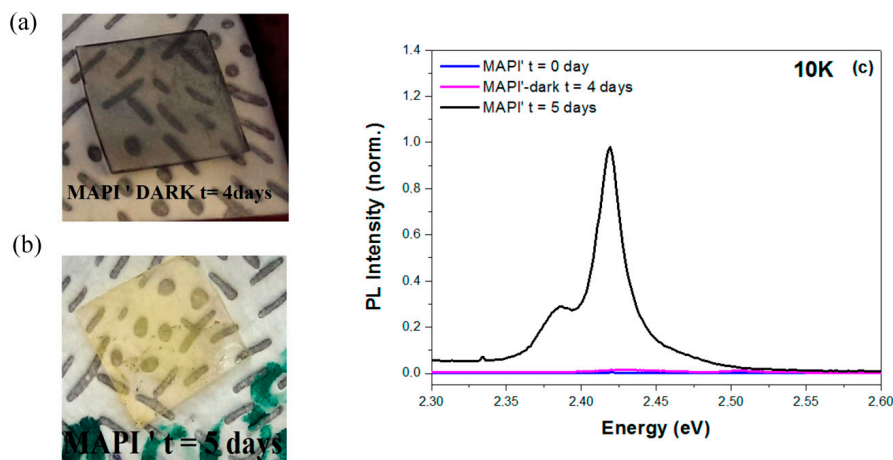 (a)
MAPI ' DARK t= 4days
(b)
MAPI ' t = 5 days
10K
(c)
MAPI' t = 0 day
MAPI'-dark t = 4 days
MAPI' t = 5 days
PL Intensity (norm.)
1.4
1.2
1.0
0.8
0.6
0.4
0.2
0.0
2.30 2.35 2.40 2.45 2.50 2.55 2.60
Energy (eV)